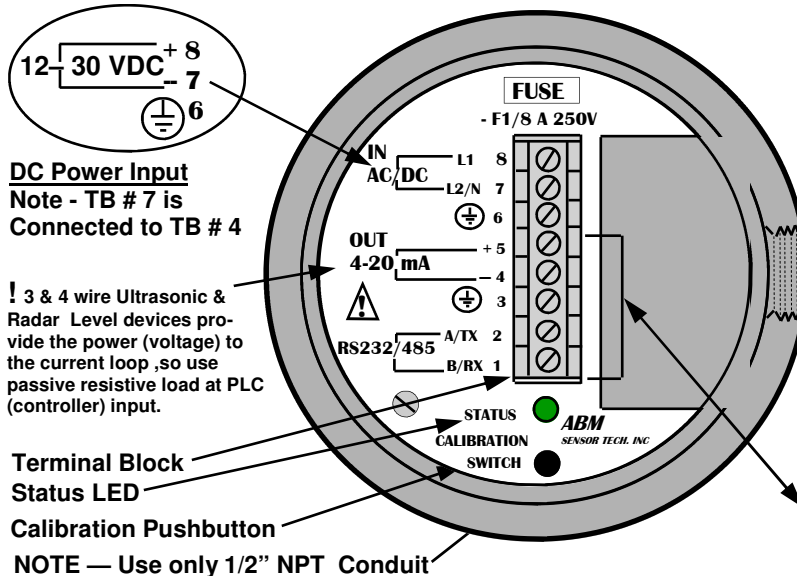 12 30 VDC + 8
-- 7
6
DC Power Input
Note - TB # 7 is
Connected to TB # 4
! 3 & 4 wire Ultrasonic &
Radar Level devices pro-
vide the power (voltage) to
the current loop ,so use
passive resistive load at PLC
(controller) input.
Terminal Block
Status LED
Calibration Pushbutton
NOTE — Use only 1/2” NPT Conduit
FUSE
- F1/8 A 250V
IN
AC/DC
L1 8
L2/N 7
6
OUT
4-20 mA
+ 5
– 4
3
!
RS232/485
A/TX 2
B/RX 1
STATUS
CALIBRATION
SWITCH
ABM
SENSOR TECH. INC